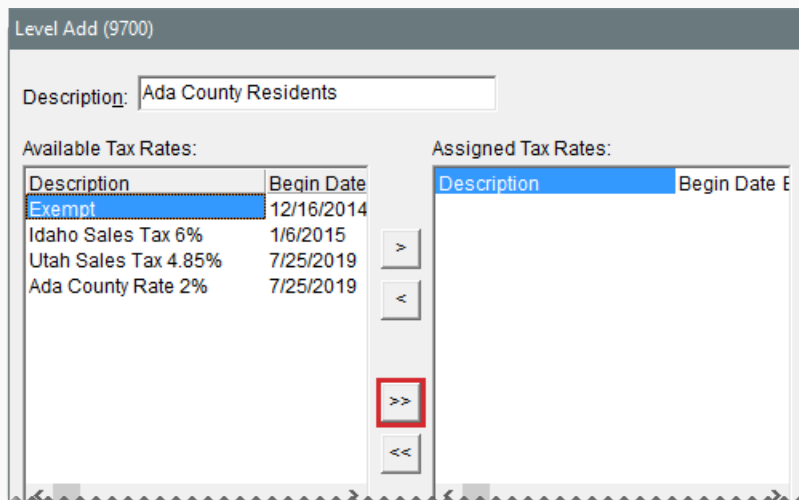 Level Add (9700)
Description: Ada County Residents
Available Tax Rates:
Description Begin Date
Exempt 12/16/2014
Idaho Sales Tax 6% 1/6/2015
Utah Sales Tax 4.85% 7/25/2019
Ada County Rate 2% 7/25/2019
>
<
>>
<<
Assigned Tax Rates:
Description Begin Date E